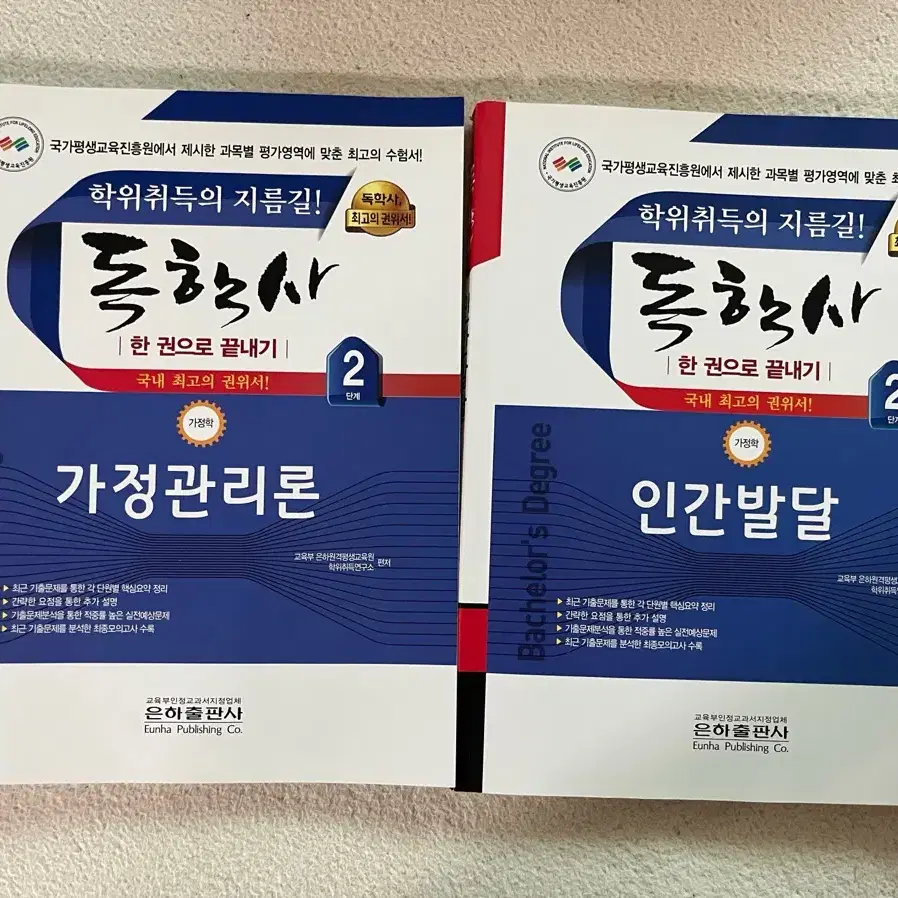 국가평생교육진흥원에서 제시한 과목별 평가영역에 맞춘 최고의 수험서!
학위취득의 지름길!
독학사
최고의 권위서!
독학사
한 권으로 끝내기
국내 최고의 권위서!
2
단계
가정학
가정관리론
교육부 은하원격평생교육원
학위취득연구소 편저
▶ 최근 기출문제를 통한 각 단원별 핵심요약 정리
▶ 간략한 요점을 통한 추가 설명
▶ 기출문제분석을 통한 적중률 높은 실전예상문제
▶ 최근 기출문제를 분석한 최종모의고사 수록
교육부인정교과서지정업체
은하출판사
Eunha Publishing Co.
국가평생교육진흥원
국가평생교육진흥원에서 제시한 과목별 평가영역에 맞춘
학위취득의 지름길!
독학사
한 권으로 끝내기
국내 최고의 권위서!
2
가정학
인간발달
Bachelor's Degree
교육부 은하원격평생
▶ 최근 기출문제를 통한 각 단원별 핵심요약 정리
▶ 간략한 요점을 통한 추가 설명
▶ 기출문제분석을 통한 적중률 높은 실전예상문제
▶ 최근 기출문제를 분석한 최종모의고사 수록
교육부인정교과서지정업체
은하출판사
Eunha Publishing Co.